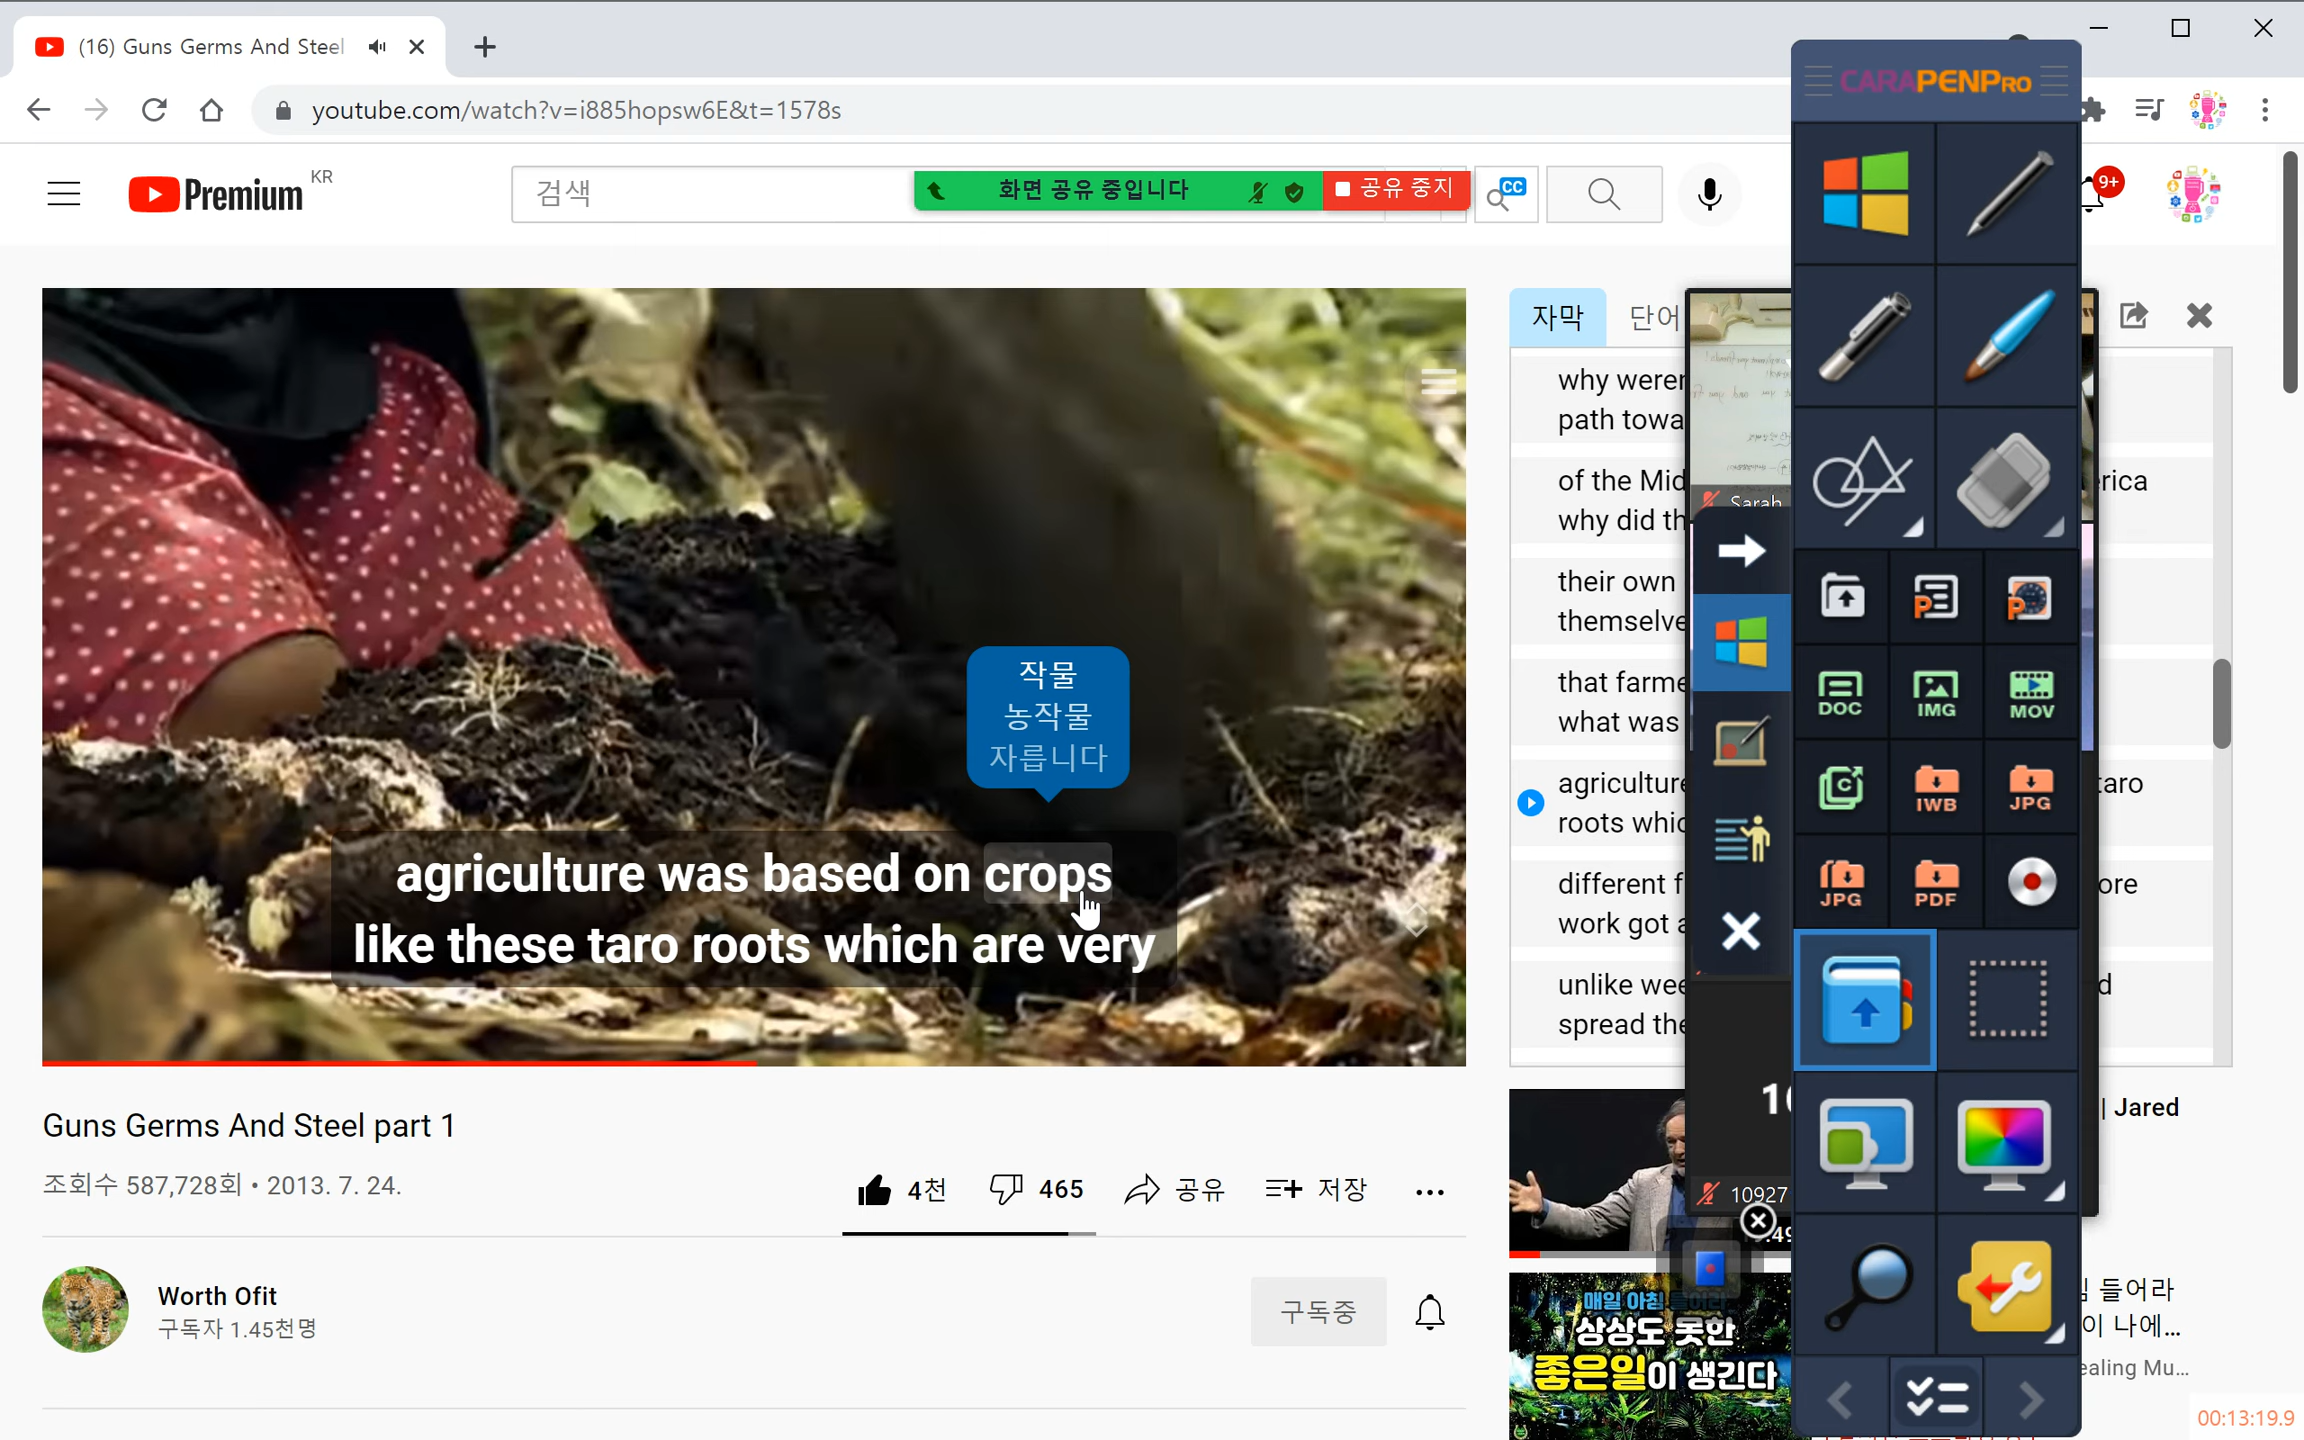 (16) Guns Germs And Steel
youtube.com/watch?v=i885hopsw6E&t=1578s
CARAPENPRO
Premium KR
검색
화면 공유 중입니다
공유 중지
CC
9+
자막 단어
why weren
path towa
of the Mid
erica
why did th
Sarah
their own
themselve
that farme
what was
agriculture
taro
roots whic
different f
ore
work got a
unlike wee
d
spread the
작물
농작물
자릅니다
agriculture was based on crops
like these taro roots which are very
P P
DOC IMG MOV
C IWB JPG
JPG PDF
Guns Germs And Steel part 1
조회수 587,728회 • 2013. 7. 24.
4천 465 공유 저장
Worth Ofit
구독자 1.45천명
구독중
10927
| Jared
매일 아침 들어라
상상도 못한
좋은일이 생긴다
들어라
이 나에...
ealing Mu...
00:13:19.9